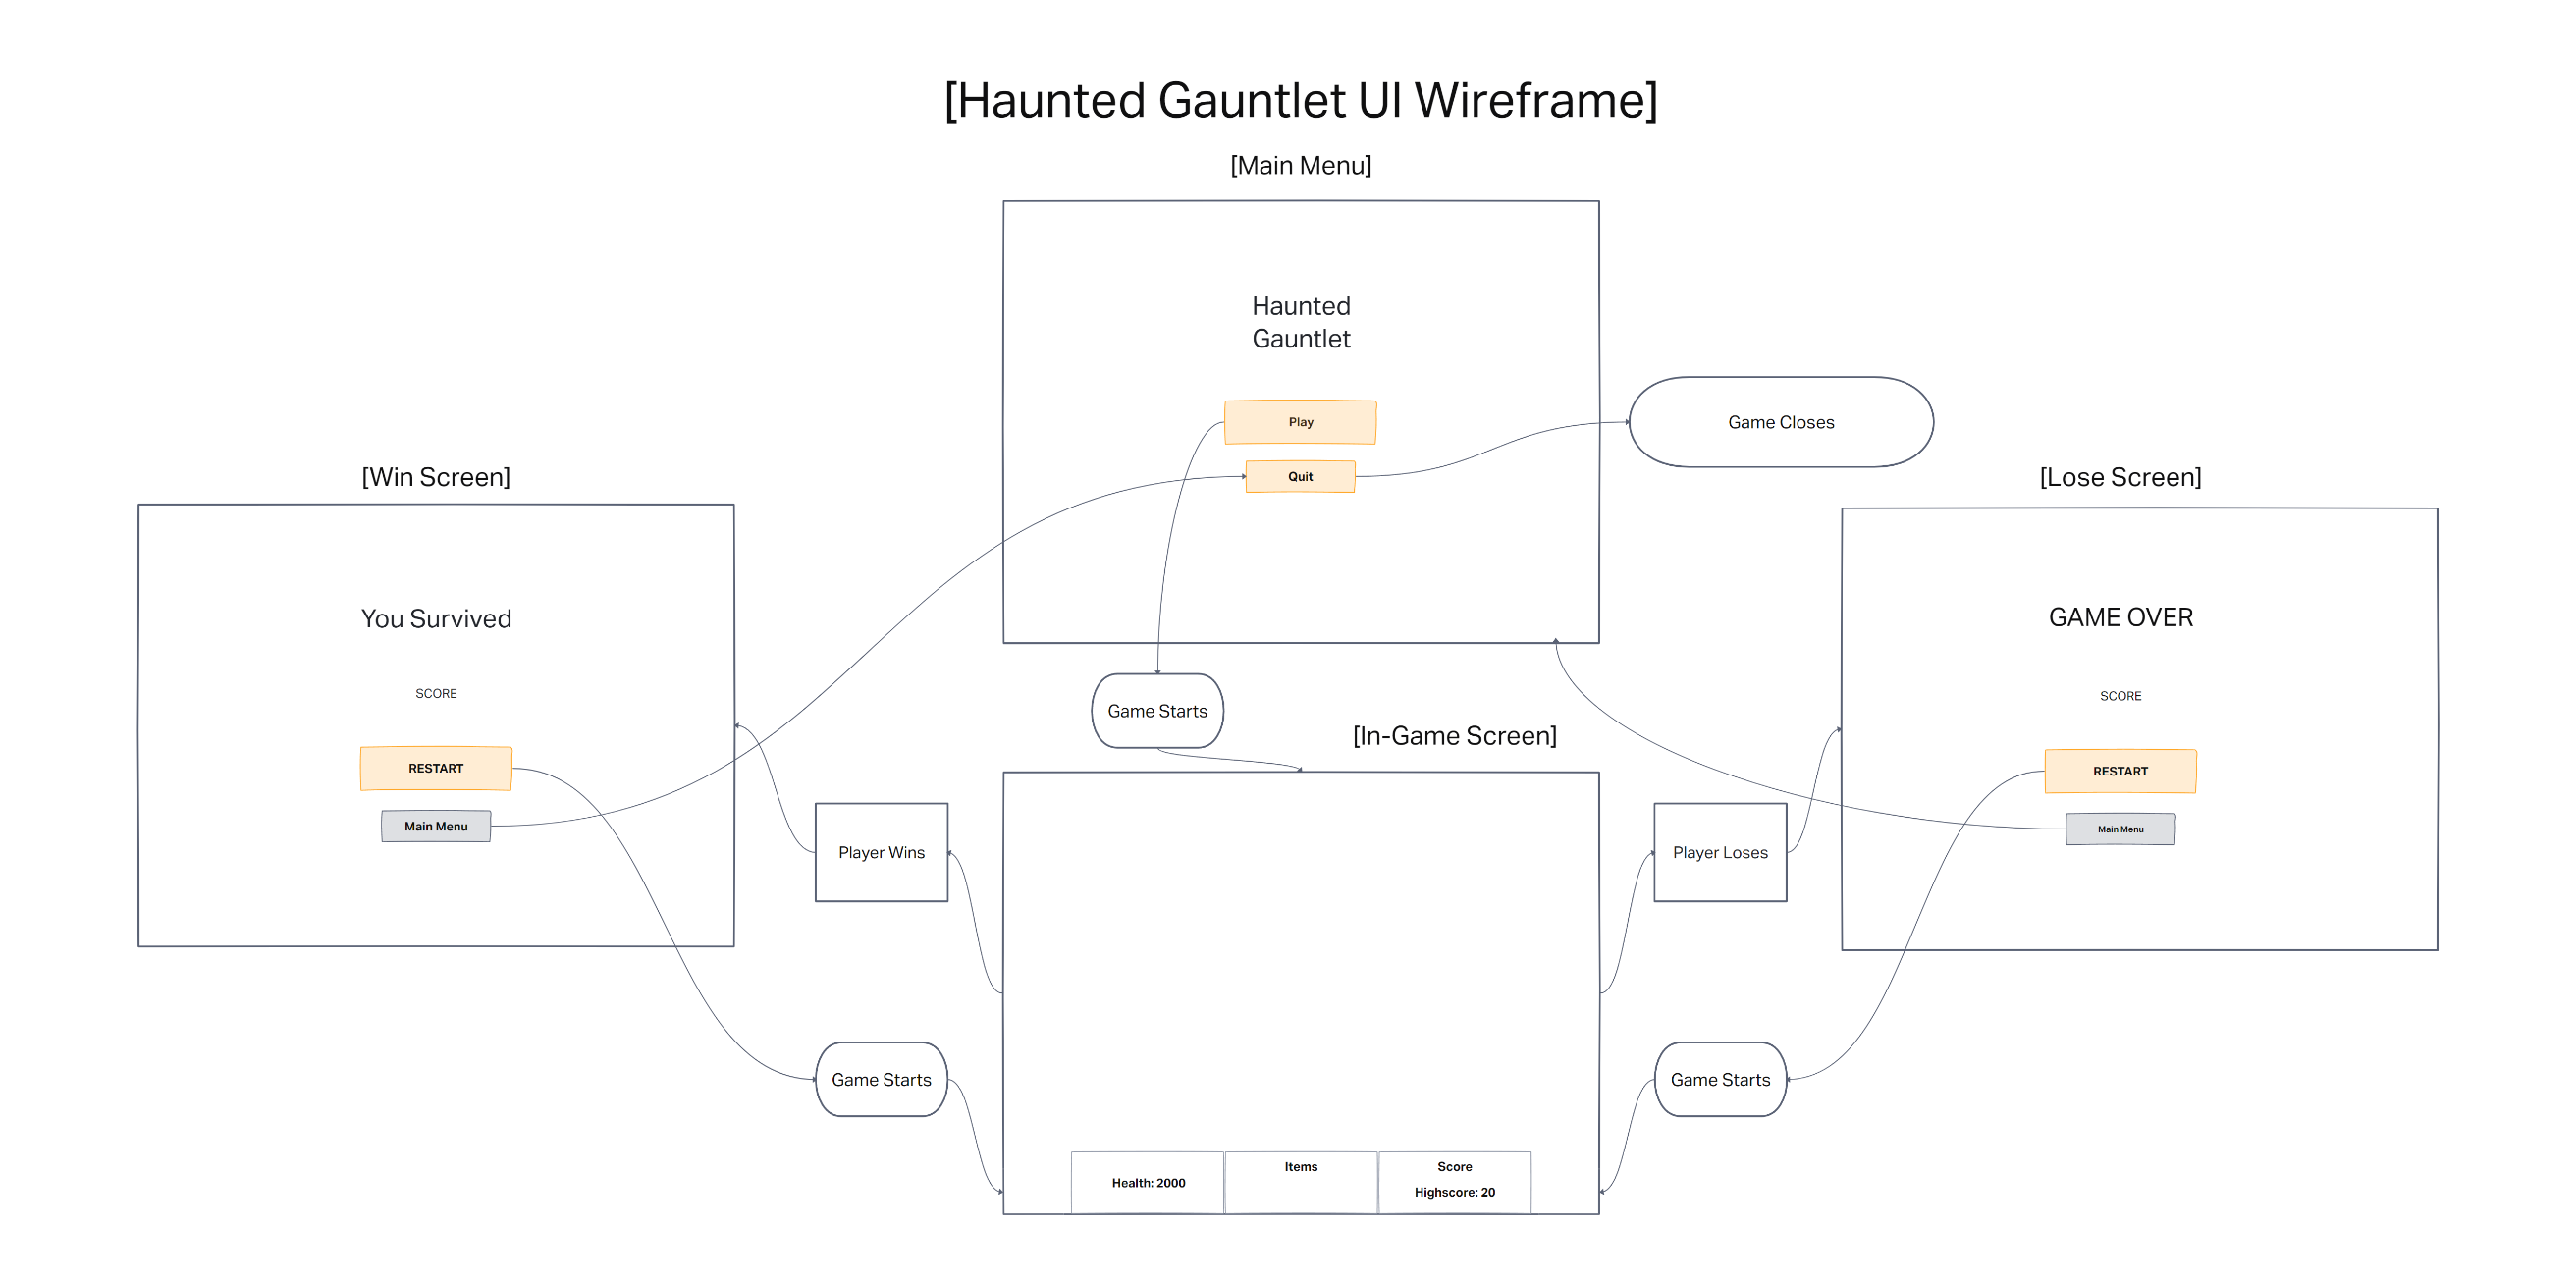 [Haunted Gauntlet UI Wireframe]
[Main Menu]
Haunted
Gauntlet
Play
Quit
Game Closes
[Win Screen]
You Survived
SCORE
RESTART
Main Menu
[Lose Screen]
GAME OVER
SCORE
RESTART
Main Menu
Game Starts
[In-Game Screen]
Player Wins
Player Loses
Game Starts
Game Starts
Health: 2000
Items
Score
Highscore: 20